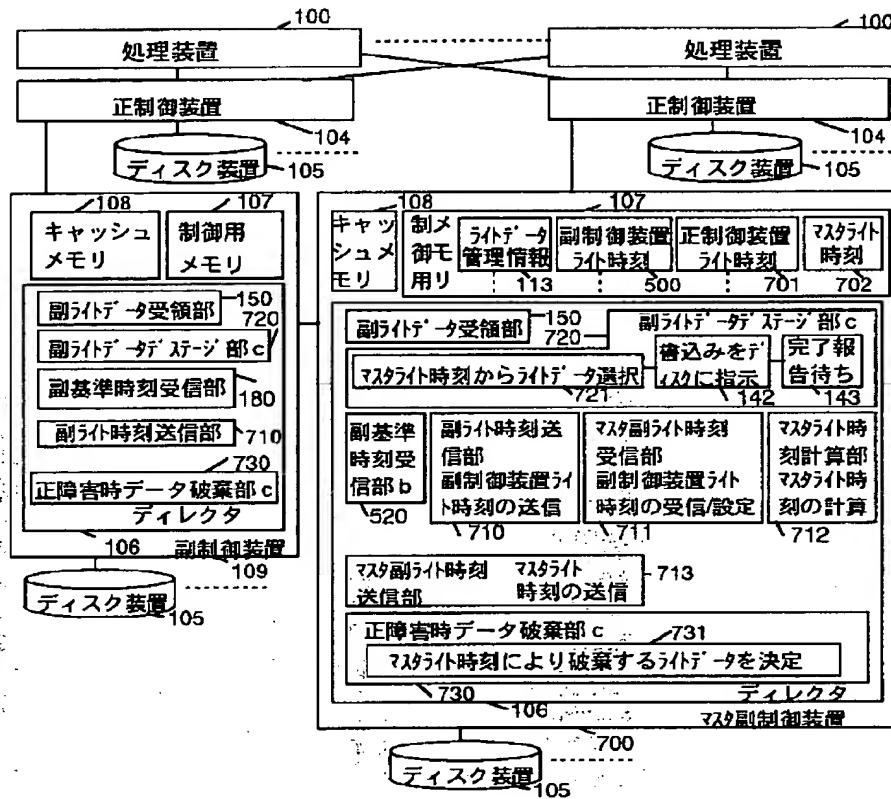 100
処理装置
100
処理装置
正制御装置
104
正制御装置
104
ディスク装置
105
ディスク装置
105
108
キャッシュ
メモリ
107
制御用
メモリ
副ライトデータ受領部
150
720
副ライトデータデステージ部c
副基準時刻受信部
180
副ライト時刻送信部
710
730
正障害時データ破棄部c
ディレクタ
106
副制御装置
109
ディスク装置
105
108
キャッ
シュメ
モリ
107
制メ
御モ
用リ
ライトデータ
管理情報
113
副制御装置
ライト時刻
500
正制御装置
ライト時刻
701
マスタライト
時刻
702
副ライトデータ受領部
150
720
副ライトデータデステージ部c
マスタライト時刻からライトデータ選択
721
書込みをデ
ィスクに指示
142
完了報
告待ち
143
副基準
時刻受
信部b
520
副ライト時刻送
信部
副制御装置ライ
ト時刻の送信
710
マスタ副ライト時刻
受信部
副制御装置ライト
時刻の受信/設定
711
マスタライト時
刻計算部
マスタライト時
刻の計算
712
マスタ副ライト時刻
送信部
マスタライト
時刻の送信
713
正障害時データ破棄部c
731
マスタライト時刻により破棄するライトデータを決定
730
ディレクタ
106
マスタ副制御装置
700
ディスク装置
105